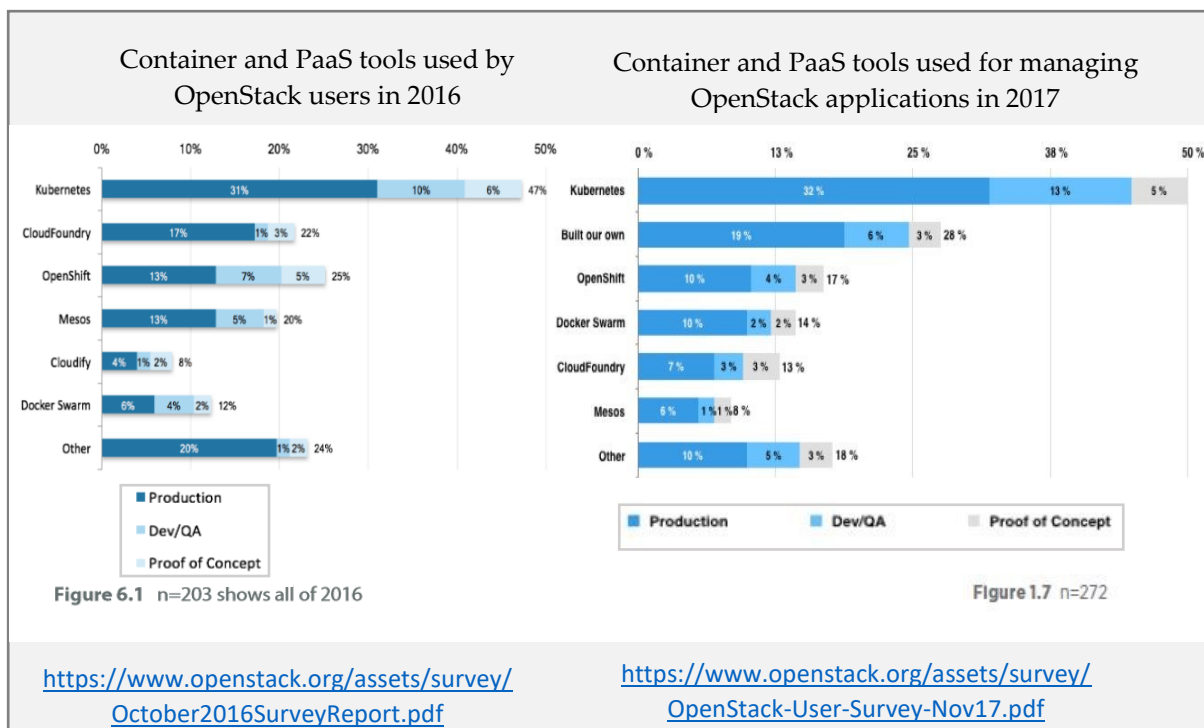 Container and PaaS tools used by
OpenStack users in 2016
0% 10% 20% 30% 40% 50%
Kubernetes 31% 10% 6% 47%
CloudFoundry 17% 1% 3% 22%
OpenShift 13% 7% 5% 25%
Mesos 13% 5% 1% 20%
Cloudify 4% 1% 2% 8%
Docker Swarm 6% 4% 2% 12%
Other 20% 1% 2% 24%
Production
Dev/QA
Proof of Concept
Figure 6.1 n=203 shows all of 2016
https://www.openstack.org/assets/survey/
October2016SurveyReport.pdf
Container and PaaS tools used for managing
OpenStack applications in 2017
0 % 13 % 25 % 38 % 50 %
Kubernetes 32 % 13 % 5 %
Built our own 19 % 6 % 3 % 28 %
OpenShift 10 % 4 % 3 % 17 %
Docker Swarm 10 % 2 % 2 % 14 %
CloudFoundry 7 % 3 % 3 % 13 %
Mesos 6 % 1 % 1 % 8 %
Other 10 % 5 % 3 % 18 %
Production Dev/QA Proof of Concept
Figure 1.7 n=272
https://www.openstack.org/assets/survey/
OpenStack-User-Survey-Nov17.pdf